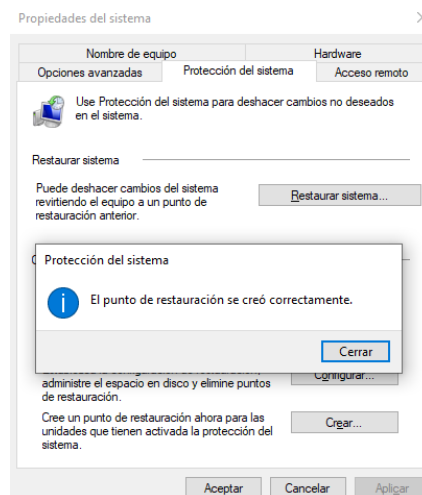 Propiedades del sistema
Nombre de equipo
Hardware
Opciones avanzadas
Protección del sistema
Acceso remoto
Use Protección del sistema para deshacer cambios no deseados
en el sistema.
Restaurar sistema
Puede deshacer cambios del sistema
revirtiendo el equipo a un punto de
restauración anterior.
Restaurar sistema...
Protección del sistema
El punto de restauración se creó correctamente.
Cerrar
administre el espacio en disco y elimine puntos
de restauración.
Configurar...
Cree un punto de restauración ahora para las
unidades que tienen activada la protección del
sistema.
Crear...
Aceptar
Cancelar
Aplicar